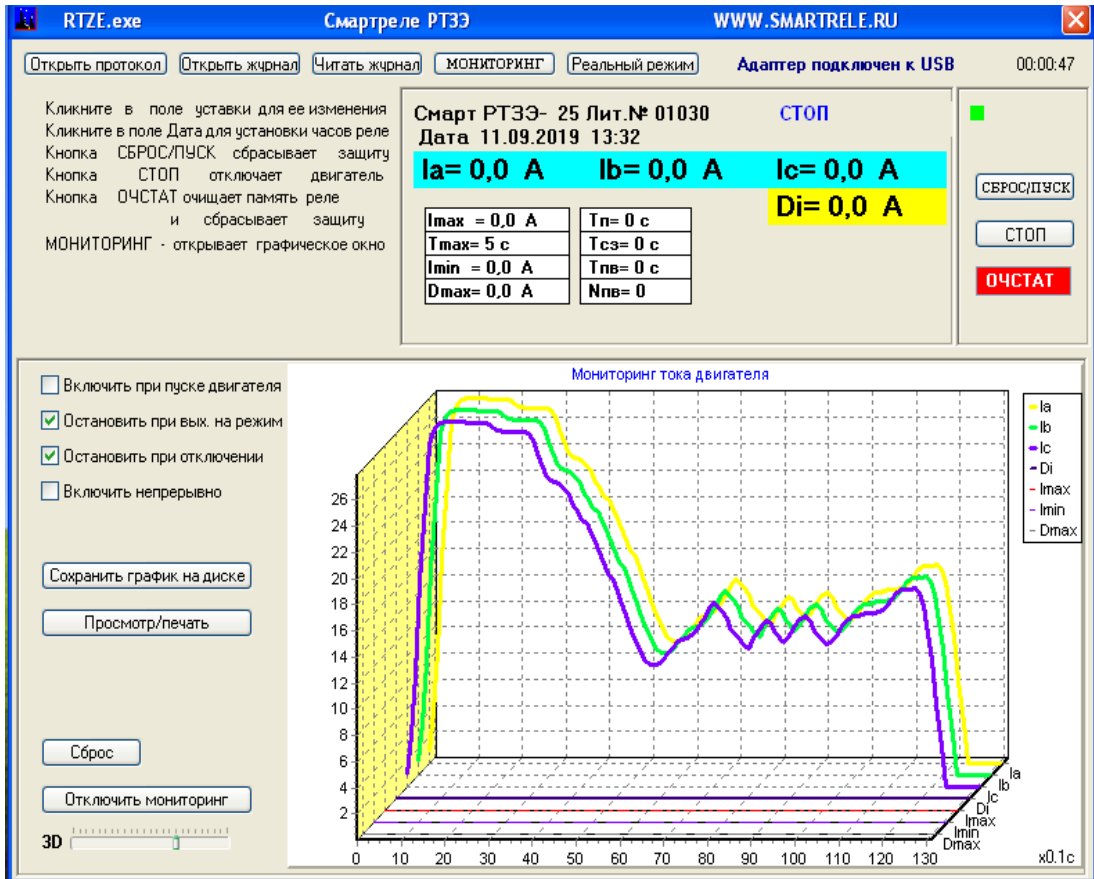 RTZE.exe Смартреле РТЗЭ WWW.SMARTRELE.RU
Открыть протокол Открыть журнал Читать журнал МОНИТОРИНГ Реальный режим Адаптер подключен к USB 00:00:47
Кликните в поле уставки для ее изменения
Кликните в поле Дата для установки часов реле
Кнопка СБРОС/ПУСК сбрасывает защиту
Кнопка СТОП отключает двигатель
Кнопка ОЧСТАТ очищает память реле
и сбрасывает защиту
МОНИТОРИНГ - открывает графическое окно
Смарт РТЗЭ- 25 Лит.№ 01030 СТОП
Дата 11.09.2019 13:32
Ia= 0,0 A Ib= 0,0 A Ic= 0,0 A
Di= 0,0 A
Imax = 0,0 A Тп= 0 с
Tmax= 5 с Тсз= 0 с
Imin = 0,0 A Тпв= 0 с
Dmax= 0,0 A Nпв= 0
СБРОС/ПУСК
СТОП
ОЧСТАТ
Включить при пуске двигателя
Остановить при вых. на режим
Остановить при отключении
Включить непрерывно
Сохранить график на диске
Просмотр/печать
Сброс
Отключить мониторинг
3D
Мониторинг тока двигателя
26
24
22
20
18
16
14
12
10
8
6
4
2
0 10 20 30 40 50 60 70 80 90 100 110 120 130 x0.1c
Ia
Ib
Ic
Di
Imax
Imin
Dmax
Ia
Ib
Ic
Di
Imax
Imin
Dmax